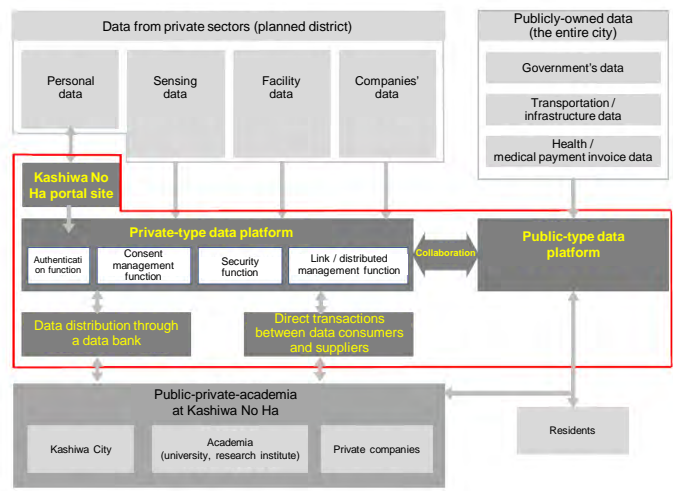 Data from private sectors (planned district)
Personal
data
Sensing
data
Facility
data
Companies'
data
Publicly-owned data
(the entire city)
Government's data
Transportation /
infrastructure data
Health /
medical payment invoice data
Kashiwa No
Ha portal site
Private-type data platform
Authenticati
on function
Consent
management
function
Security
function
Link / distributed
management function
Collaboration
Public-type data
platform
Data distribution through
a data bank
Direct transactions
between data consumers
and suppliers
Public-private-academia
at Kashiwa No Ha
Kashiwa City
Academia
(university, research institute)
Private companies
Residents